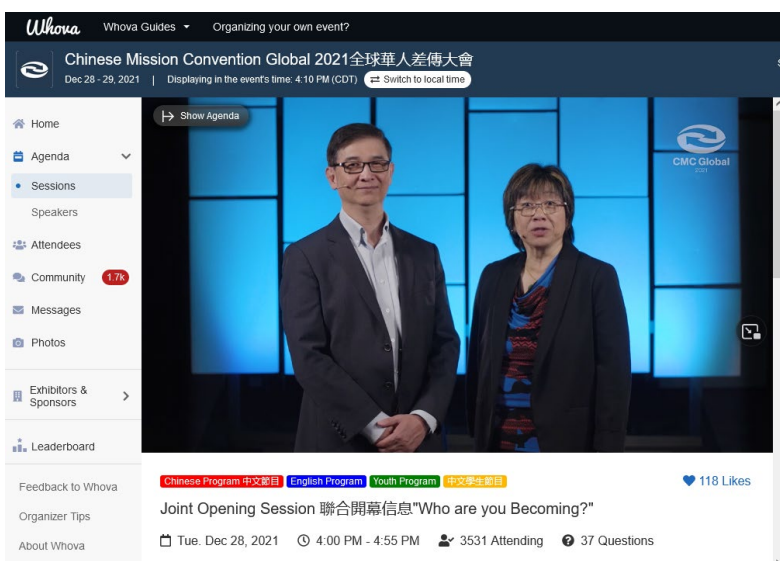 Whova Whova Guides Organizing your own event?
Chinese Mission Convention Global 2021全球華人差傳大會
Dec 28 - 29, 2021 | Displaying in the event's time: 4:10 PM (CDT) Switch to local time
Show Agenda
CMC Global
2021
Home
Agenda
Sessions
Speakers
Attendees
Community 1.7k
Messages
Photos
Exhibitors &
Sponsors
Leaderboard
Feedback to Whova
Organizer Tips
About Whova
Chinese Program 中文節目 English Program Youth Program 中文學生節目
118 Likes
Joint Opening Session 聯合開幕信息"Who are you Becoming?"
Tue. Dec 28, 2021 4:00 PM - 4:55 PM 3531 Attending 37 Questions